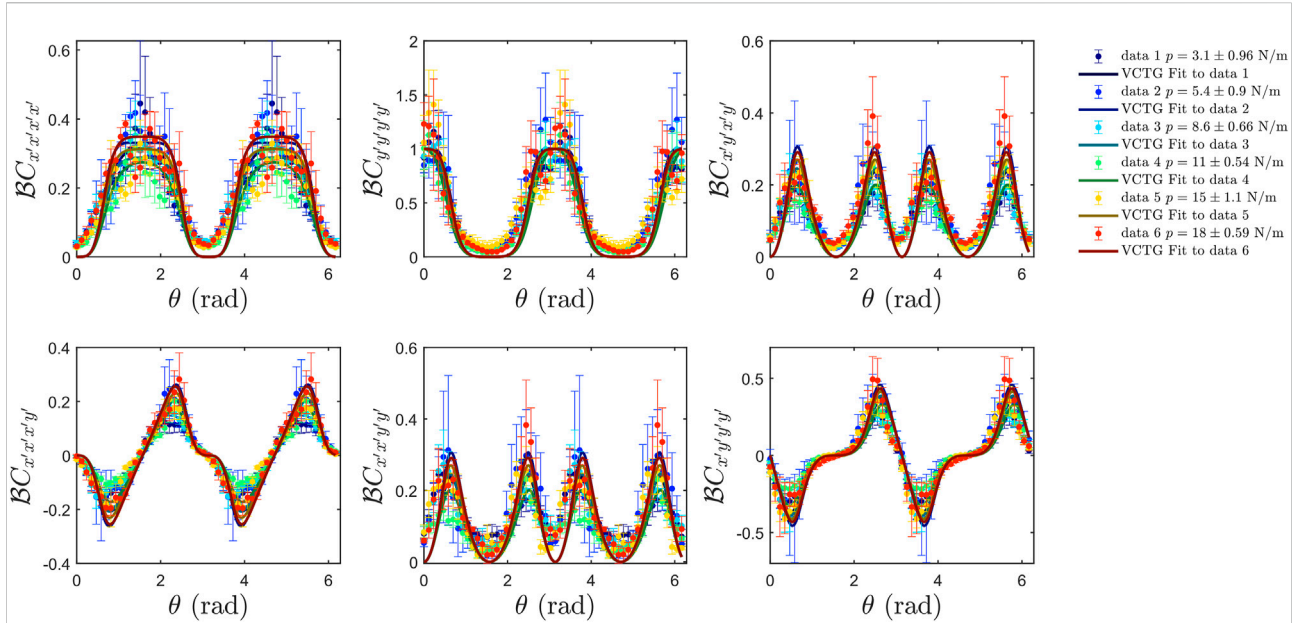 0.6
0.4
0.2
0
0
2
4
6
θ (rad)
ℬC_{x'x'x'x'}
2
1.5
1
0.5
0
0
2
4
6
θ (rad)
ℬC_{y'y'y'y'}
0.6
0.4
0.2
0
0
2
4
6
θ (rad)
ℬC_{x'y'x'y'}
data 1 p = 3.1 ± 0.96 N/m
VCTG Fit to data 1
data 2 p = 5.4 ± 0.9 N/m
VCTG Fit to data 2
data 3 p = 8.6 ± 0.66 N/m
VCTG Fit to data 3
data 4 p = 11 ± 0.54 N/m
VCTG Fit to data 4
data 5 p = 15 ± 1.1 N/m
VCTG Fit to data 5
data 6 p = 18 ± 0.59 N/m
VCTG Fit to data 6
0.4
0.2
0
-0.2
-0.4
0
2
4
6
θ (rad)
ℬC_{x'x'x'y'}
0.6
0.4
0.2
0
0
2
4
6
θ (rad)
ℬC_{x'x'y'y'}
0.5
0
-0.5
0
2
4
6
θ (rad)
ℬC_{x'y'y'y'}